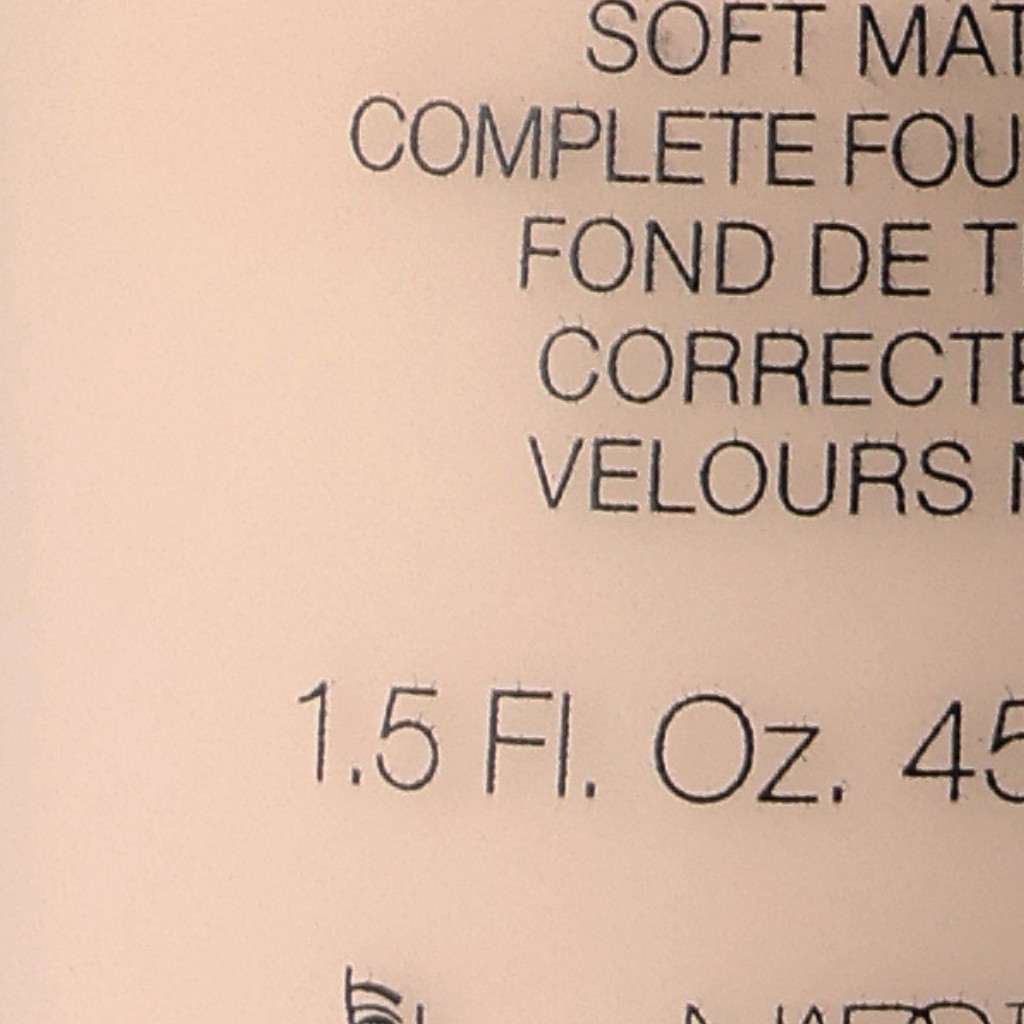 SOFT MAT
COMPLETE FOU
FOND DE T
CORRECTE
VELOURS
1.5 Fl. Oz. 45